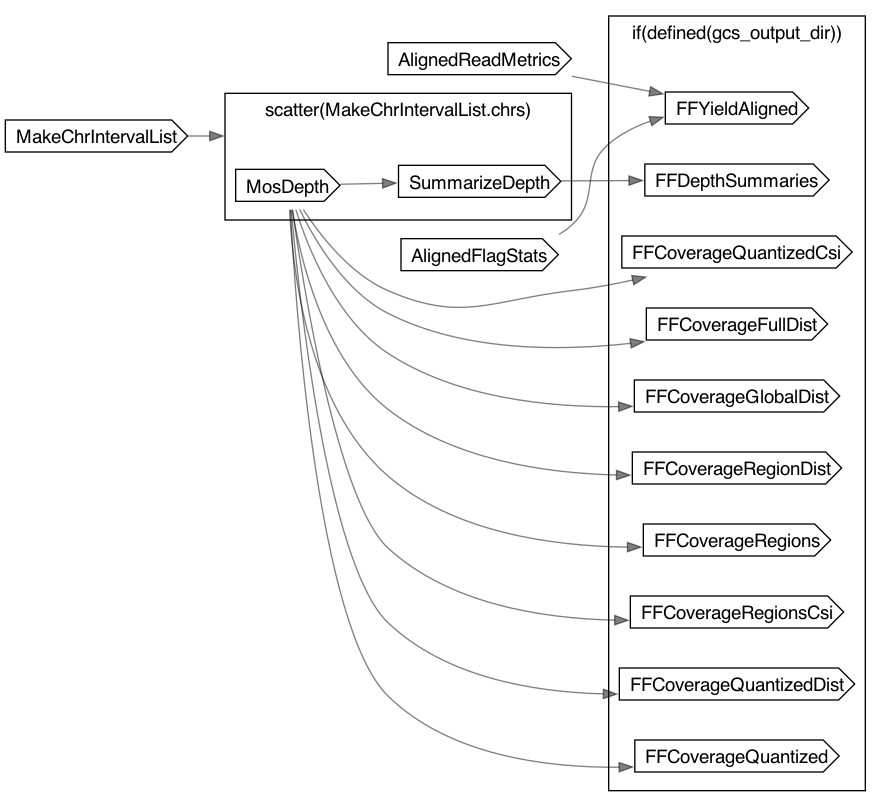 if(defined(gcs_output_dir))
AlignedReadMetrics
FFYieldAligned
scatter(MakeChrIntervalList.chrs)
MakeChrIntervalList
MosDepth
SummarizeDepth
FFDepthSummaries
AlignedFlagStats
FFCoverageQuantizedCsi
FFCoverageFullDist
FFCoverageGlobalDist
FFCoverageRegionDist
FFCoverageRegions
FFCoverageRegionsCsi
FFCoverageQuantizedDist
FFCoverageQuantized